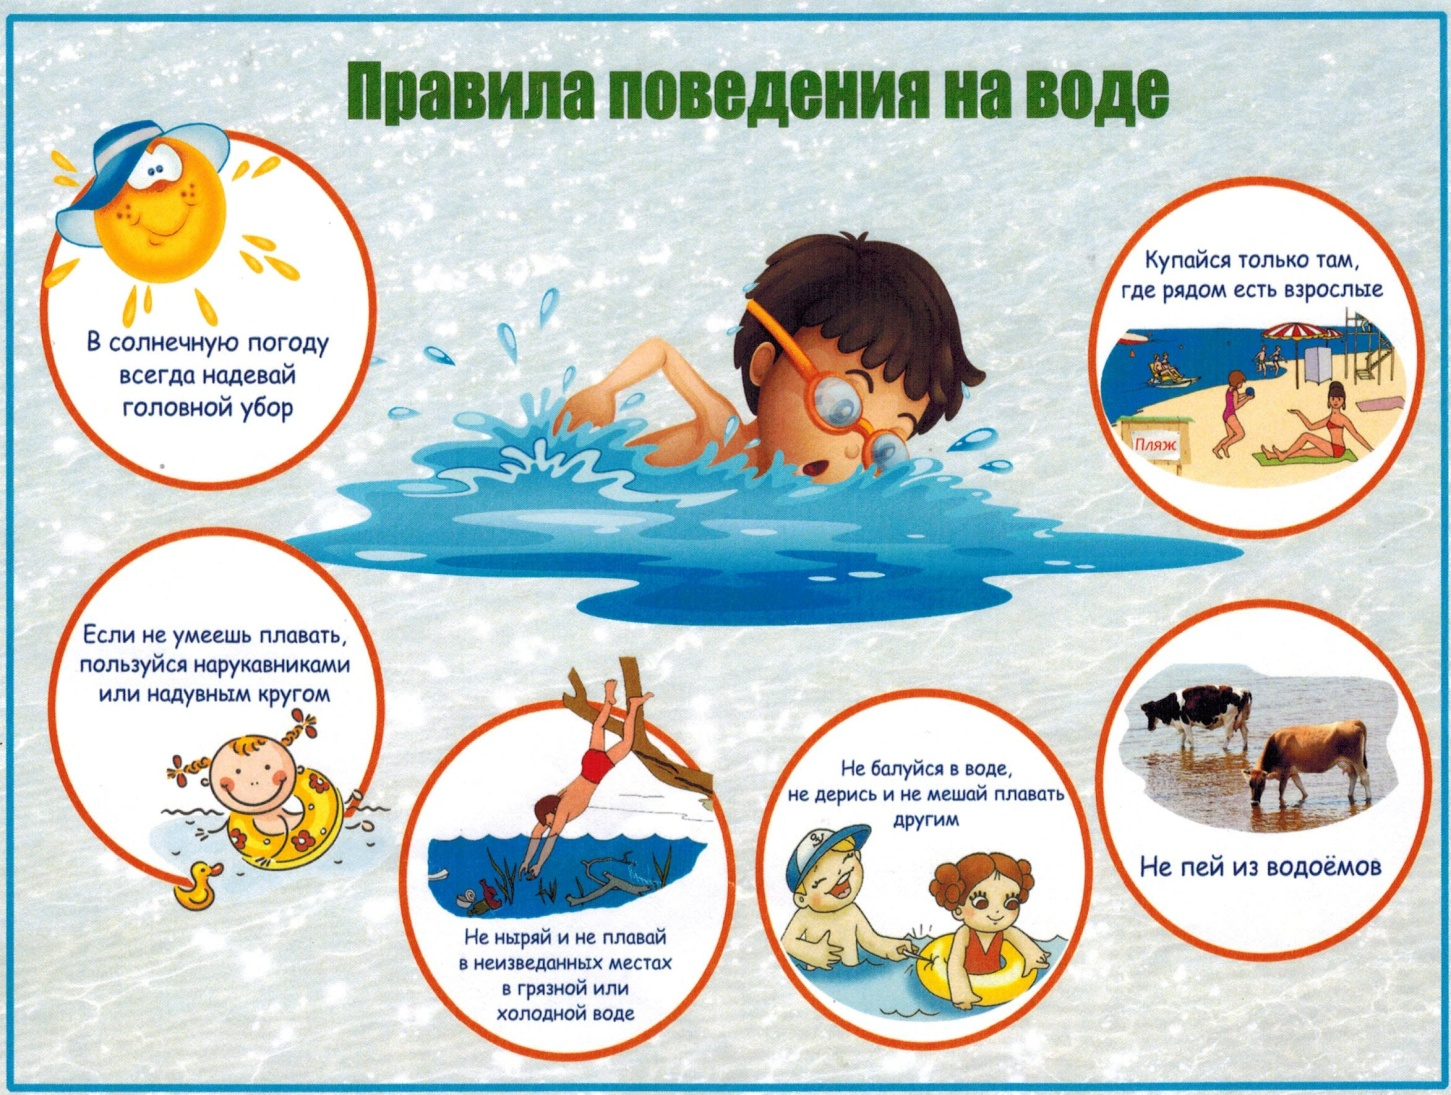 Правила поведения на воде
В солнечную погоду
всегда надевай
головной убор
Купайся только там,
где рядом есть взрослые
Пляж
Если не умеешь плавать,
пользуйся нарукавниками
или надувным кругом
Не ныряй и не плавай
в неизведанных местах
в грязной или
холодной воде
Не балуйся в воде,
не дерись и не мешай плавать
другим
Не пей из водоёмов